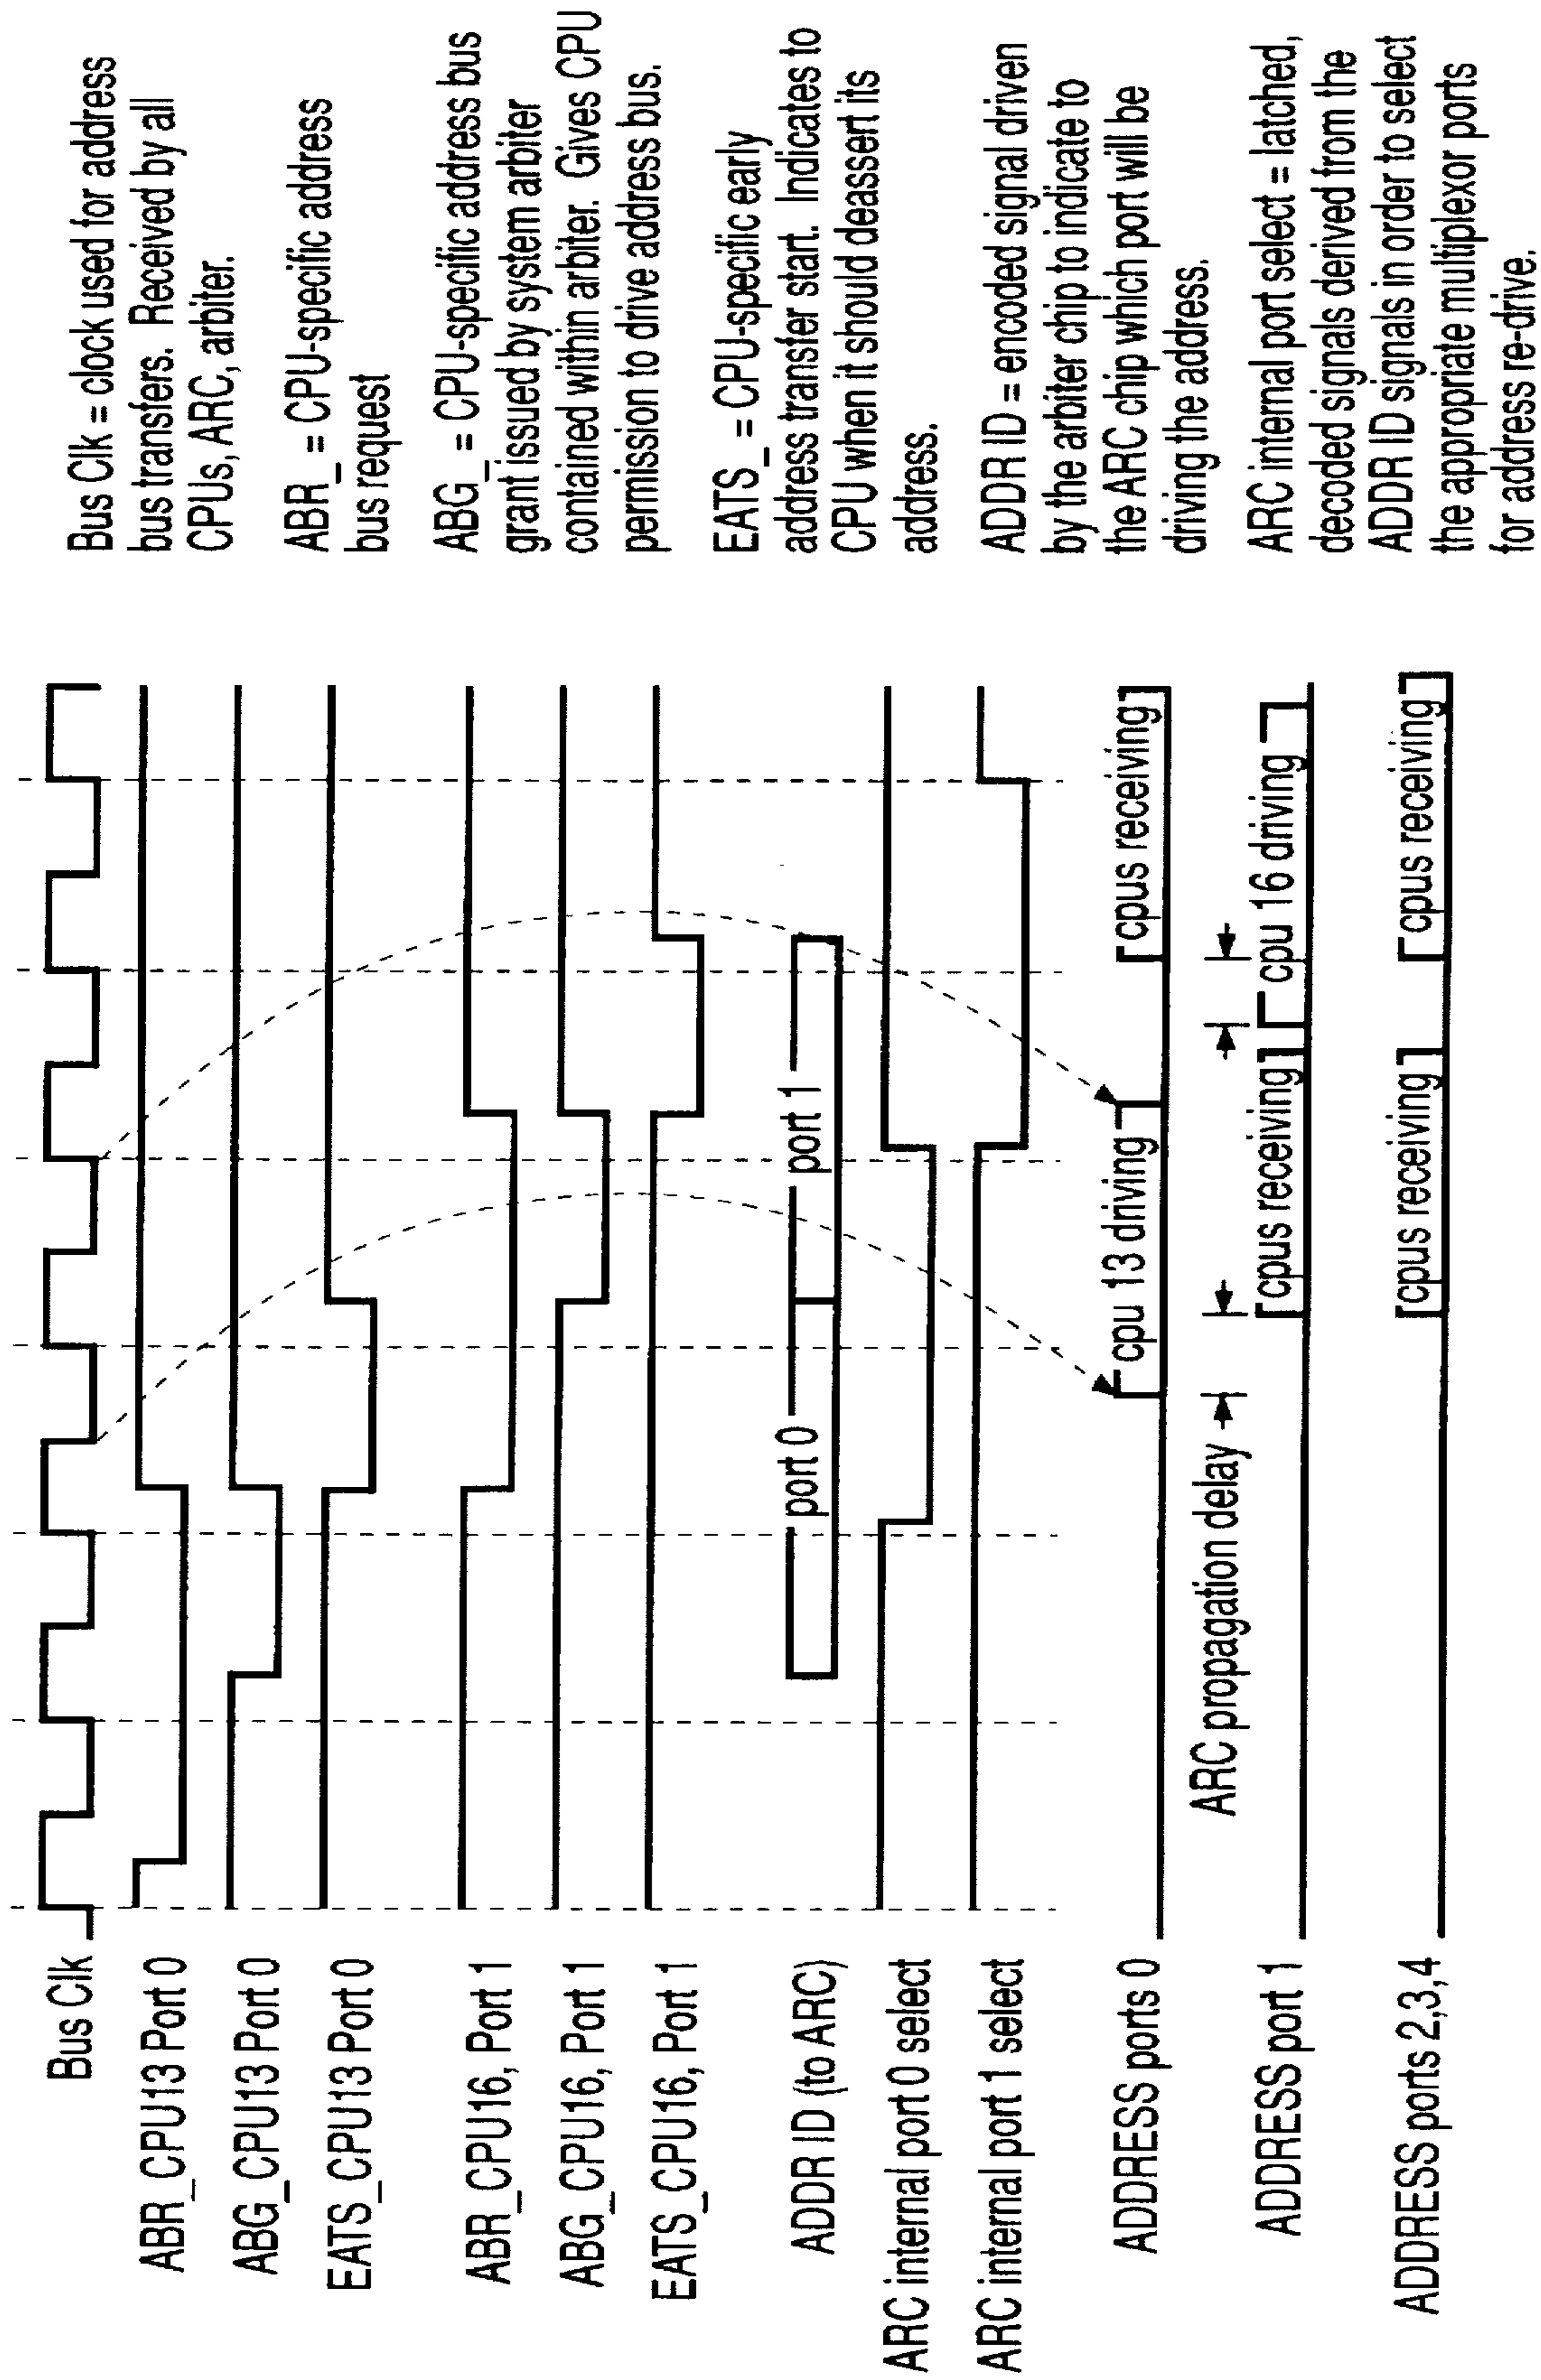 Bus Clk
ABR_CPU13 Port 0
ABG_CPU13 Port 0
EATS_CPU13 Port 0
ABR_CPU16, Port 1
ABG_CPU16, Port 1
EATS_CPU16, Port 1
ADDR ID (to ARC)
port 0
port 1
ARC internal port 0 select
ARC internal port 1 select
ADDRESS ports 0
cpu 13 driving
cpus receiving
ARC propagation delay
ADDRESS port 1
cpus receiving
cpu 16 driving
ADDRESS ports 2,3,4
cpus receiving
cpus receiving
Bus Clk = clock used for address
bus transfers. Received by all
CPUs, ARC, arbiter.
ABR_ = CPU-specific address
bus request
ABG_ = CPU-specific address bus
grant issued by system arbiter
contained within arbiter. Gives CPU
permission to drive address bus.
EATS_ = CPU-specific early
address transfer start. Indicates to
CPU when it should deassert its
address.
ADDR ID = encoded signal driven
by the arbiter chip to indicate to
the ARC chip which port will be
driving the address.
ARC internal port select = latched,
decoded signals derived from the
ADDR ID signals in order to select
the appropriate multiplexor ports
for address re-drive.